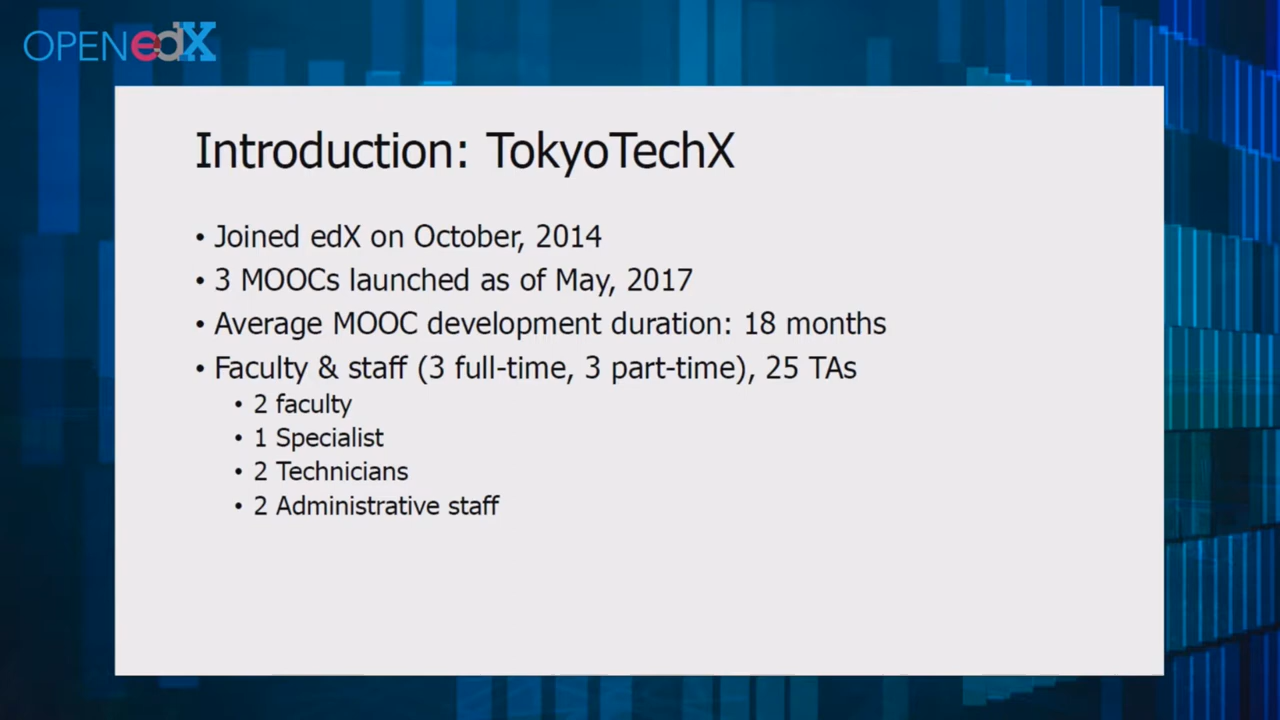 OPENedX
Introduction: TokyoTechX
• Joined edX on October, 2014
• 3 MOOCs launched as of May, 2017
• Average MOOC development duration: 18 months
• Faculty & staff (3 full-time, 3 part-time), 25 TAs
• 2 faculty
• 1 Specialist
• 2 Technicians
• 2 Administrative staff